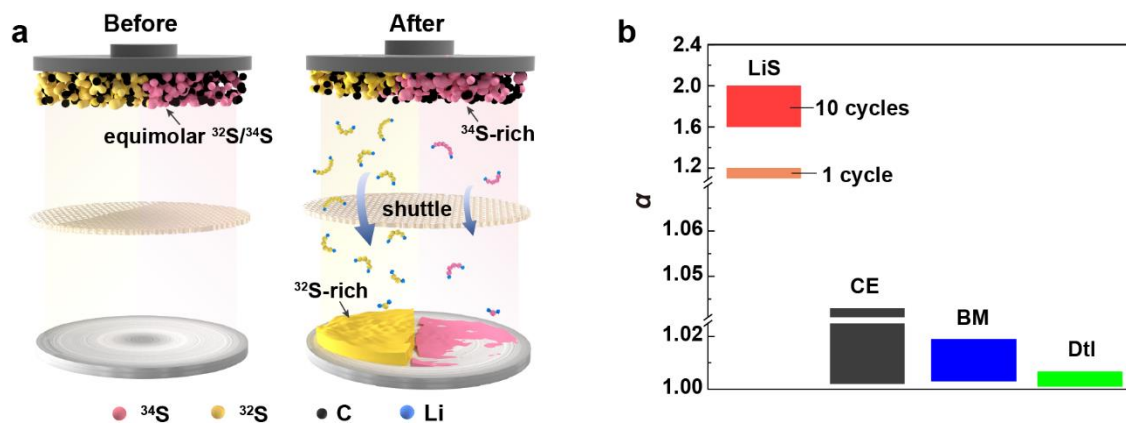 a
Before
After
equimolar ³²S/³⁴S
³⁴S-rich
shuttle
³²S-rich
³⁴S
³²S
C
Li
b
α
2.4
2.0
1.6
1.2
1.06
1.05
1.02
1.00
LiS
10 cycles
1 cycle
CE
BM
Dtl